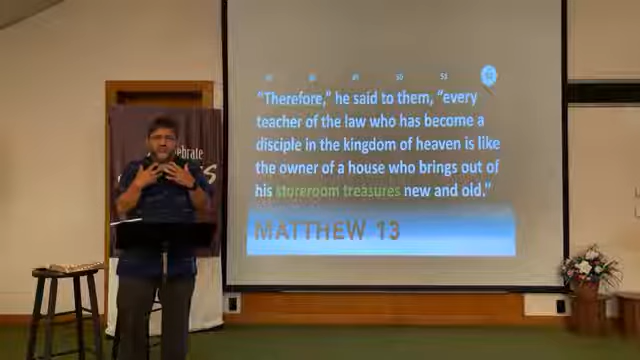 “Therefore,” he said to them, “every
teacher of the law who has become a
disciple in the kingdom of heaven is like
the owner of a house who brings out of
his storeroom treasures new and old.”
MATTHEW 13